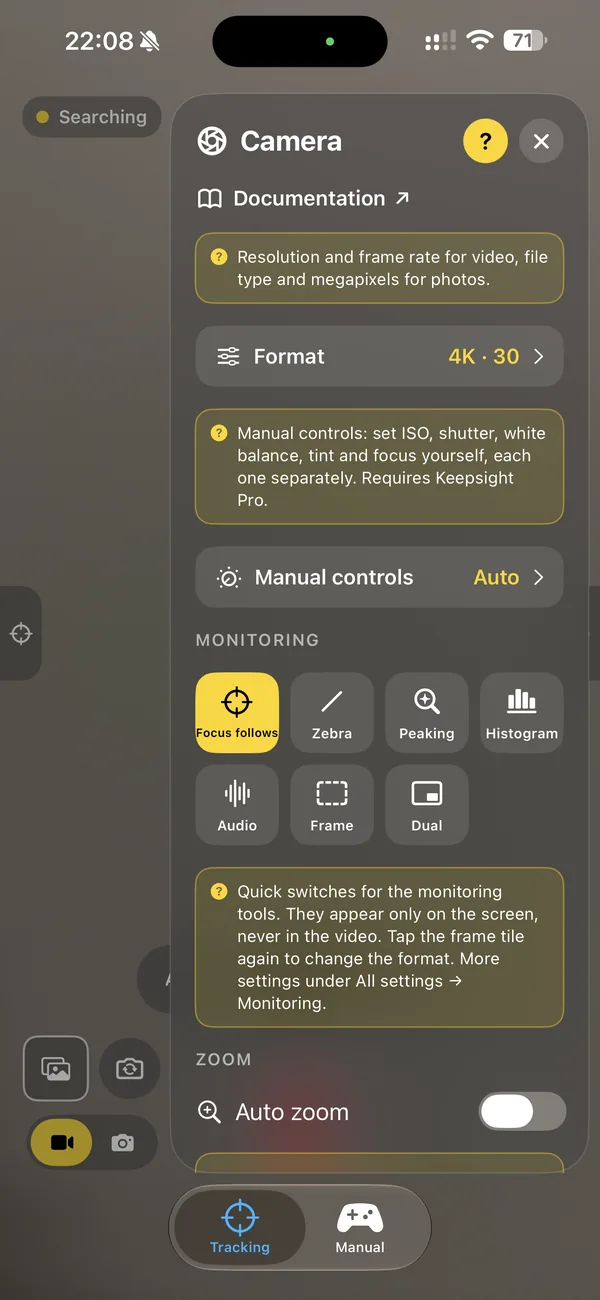 22:08
71
Searching
Camera
?
Documentation
? Resolution and frame rate for video, file
type and megapixels for photos.
Format 4K · 30
? Manual controls: set ISO, shutter, white
balance, tint and focus yourself, each
one separately. Requires Keepsight
Pro.
Manual controls Auto
MONITORING
Focus follows
Zebra
Peaking
Histogram
Audio
Frame
Dual
? Quick switches for the monitoring
tools. They appear only on the screen,
never in the video. Tap the frame tile
again to change the format. More
settings under All settings →
Monitoring.
ZOOM
Auto zoom
Tracking
Manual